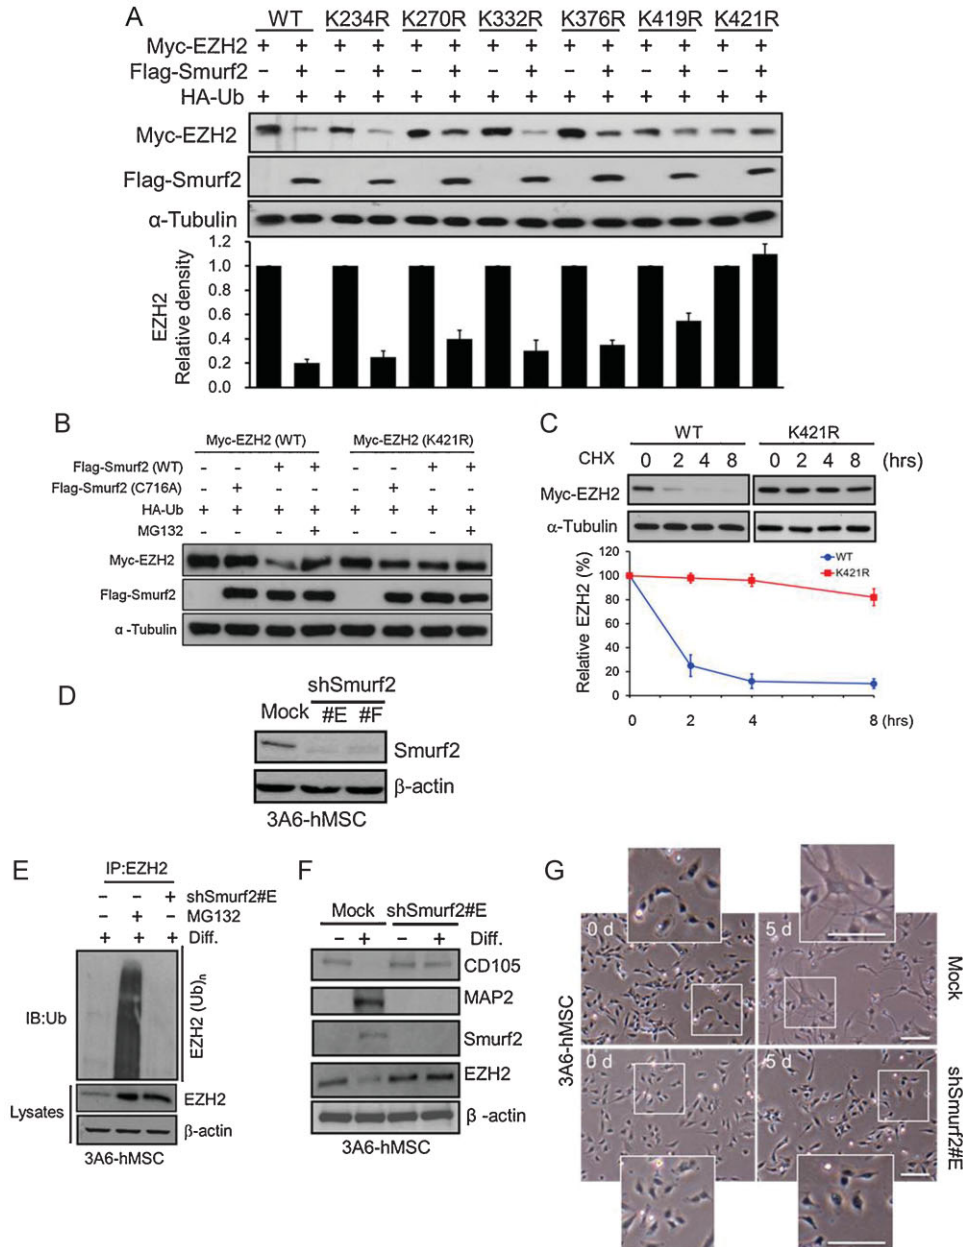 A
WT K234R K270R K332R K376R K419R K421R
Myc-EZH2 + + + + + + + + + + + + + +
Flag-Smurf2 − + − + − + − + − + − + − +
HA-Ub + + + + + + + + + + + + + +
Myc-EZH2
Flag-Smurf2
α-Tubulin
EZH2
Relative density
1.2
1.0
0.8
0.6
0.4
0.2
0.0
B
Myc-EZH2 (WT) Myc-EZH2 (K421R)
Flag-Smurf2 (WT) - - + + - - + +
Flag-Smurf2 (C716A) - + - - - + - -
HA-Ub + + + + + + + +
MG132 + +
Myc-EZH2
Flag-Smurf2
α -Tubulin
C
WT K421R
CHX 0 2 4 8 0 2 4 8 (hrs)
Myc-EZH2
α-Tubulin
Relative EZH2 (%)
120
100
80
60
40
20
0
WT
K421R
0 2 4 8 (hrs)
D
shSmurf2
Mock #E #F
Smurf2
β-actin
3A6-hMSC
E
IP:EZH2
- - + shSmurf2#E
- + - MG132
+ + + Diff.
IB:Ub
EZH2 (Ub)n
Lysates
EZH2
β-actin
3A6-hMSC
F
Mock shSmurf2#E
− + − + Diff.
CD105
MAP2
Smurf2
EZH2
β -actin
3A6-hMSC
G
0 d 5 d
Mock
3A6-hMSC
0 d 5 d
shSmurf2#E